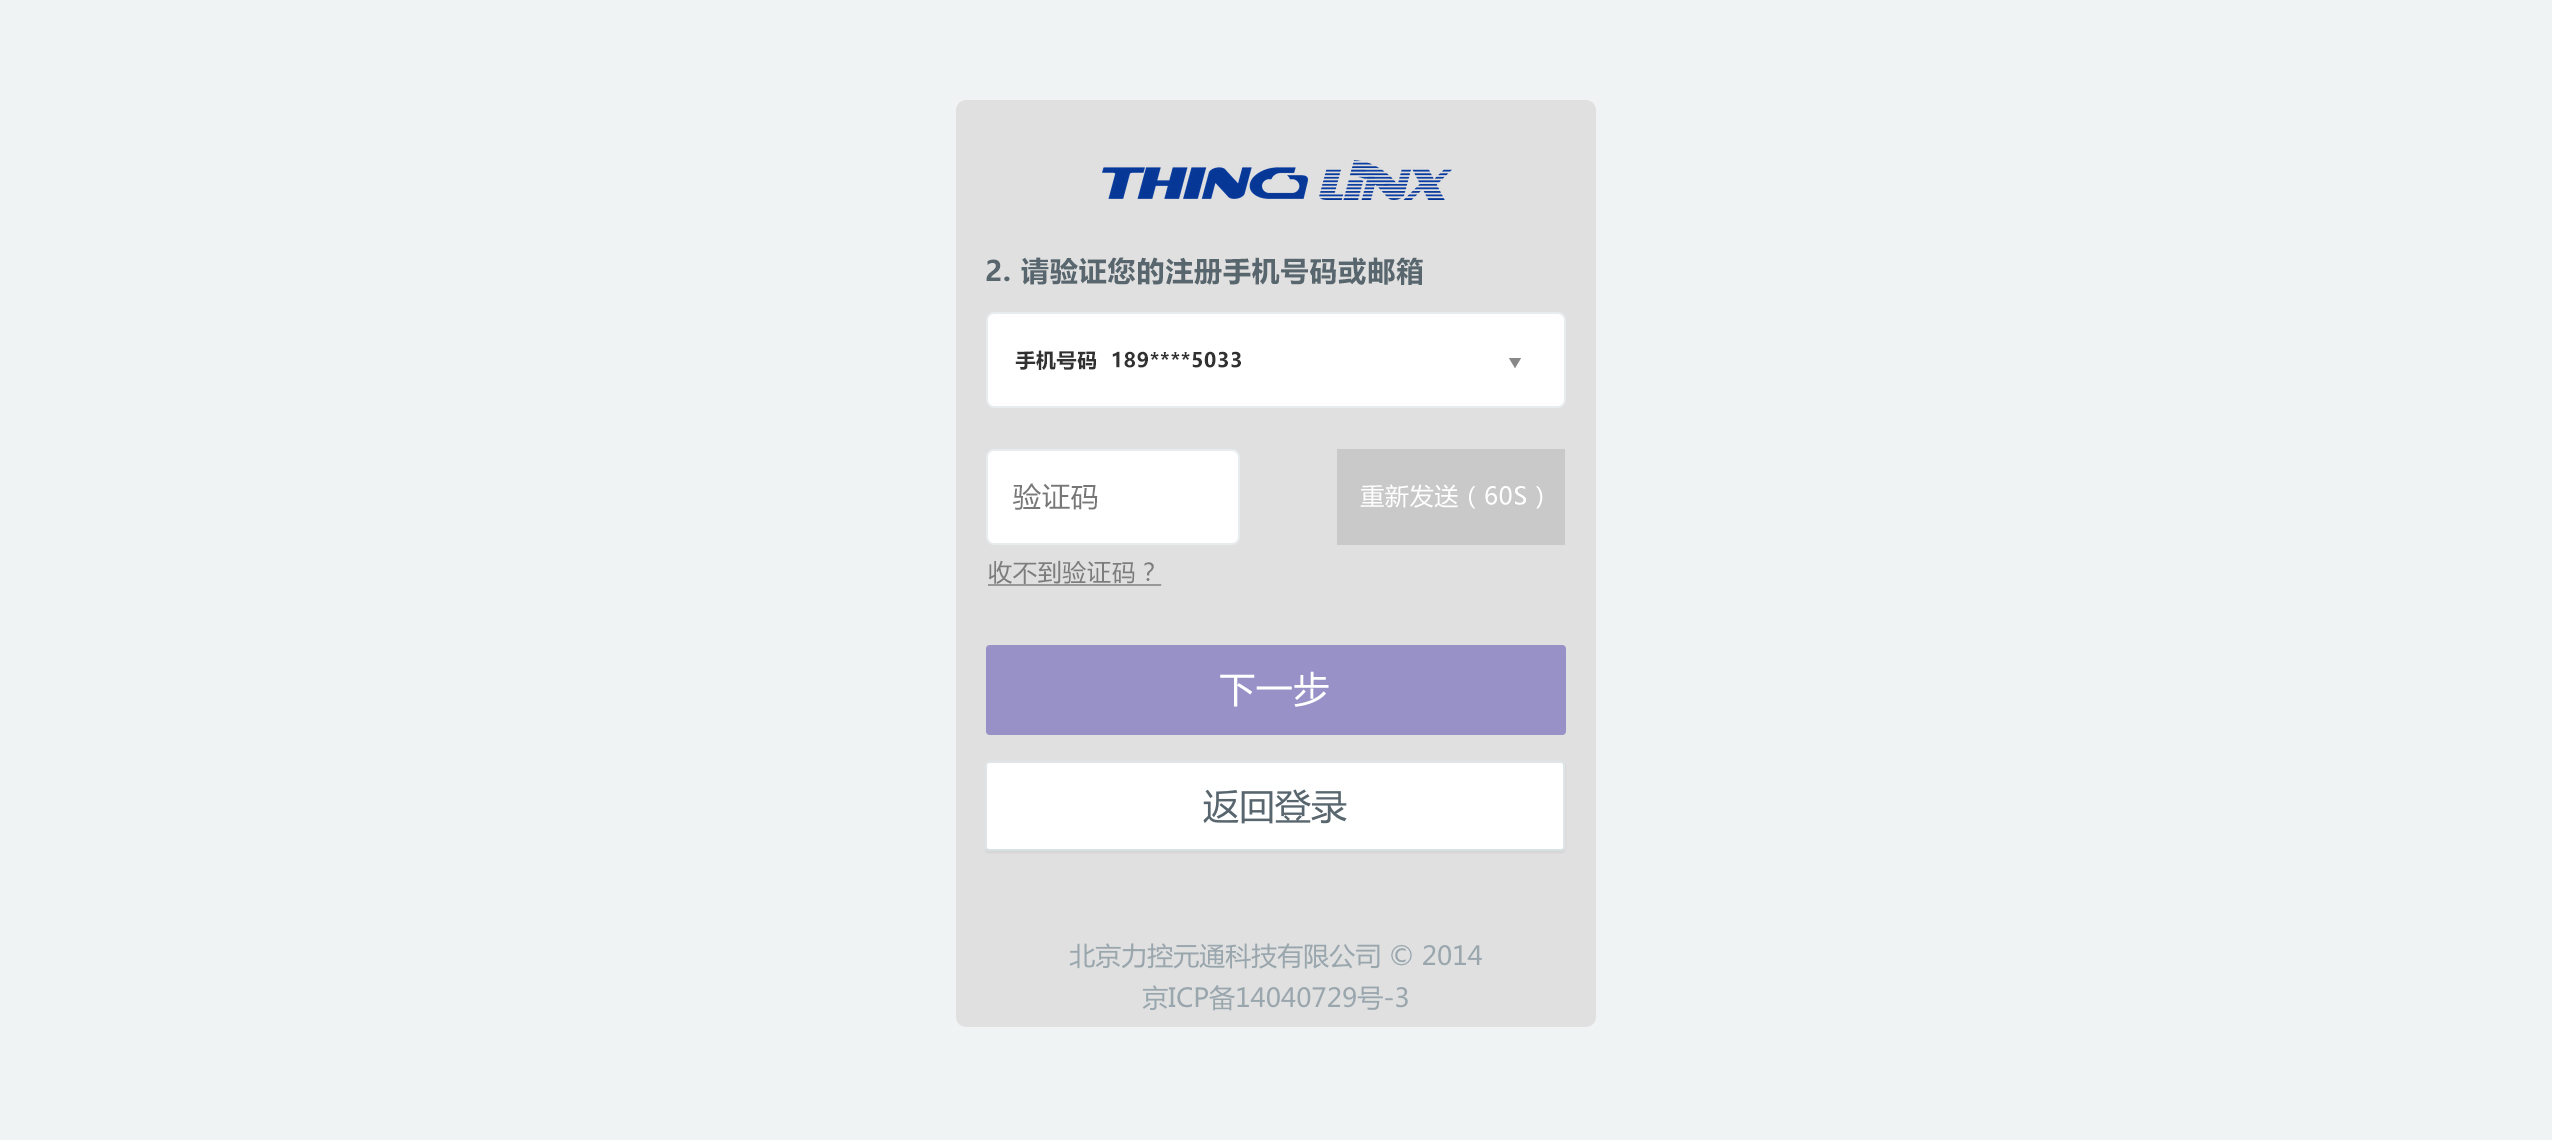 THING LiNX
2. 请验证您的注册手机号码或邮箱
手机号码 189****5033
验证码
重新发送（60S）
收不到验证码？
下一步
返回登录
北京力控元通科技有限公司 © 2014
京ICP备14040729号-3